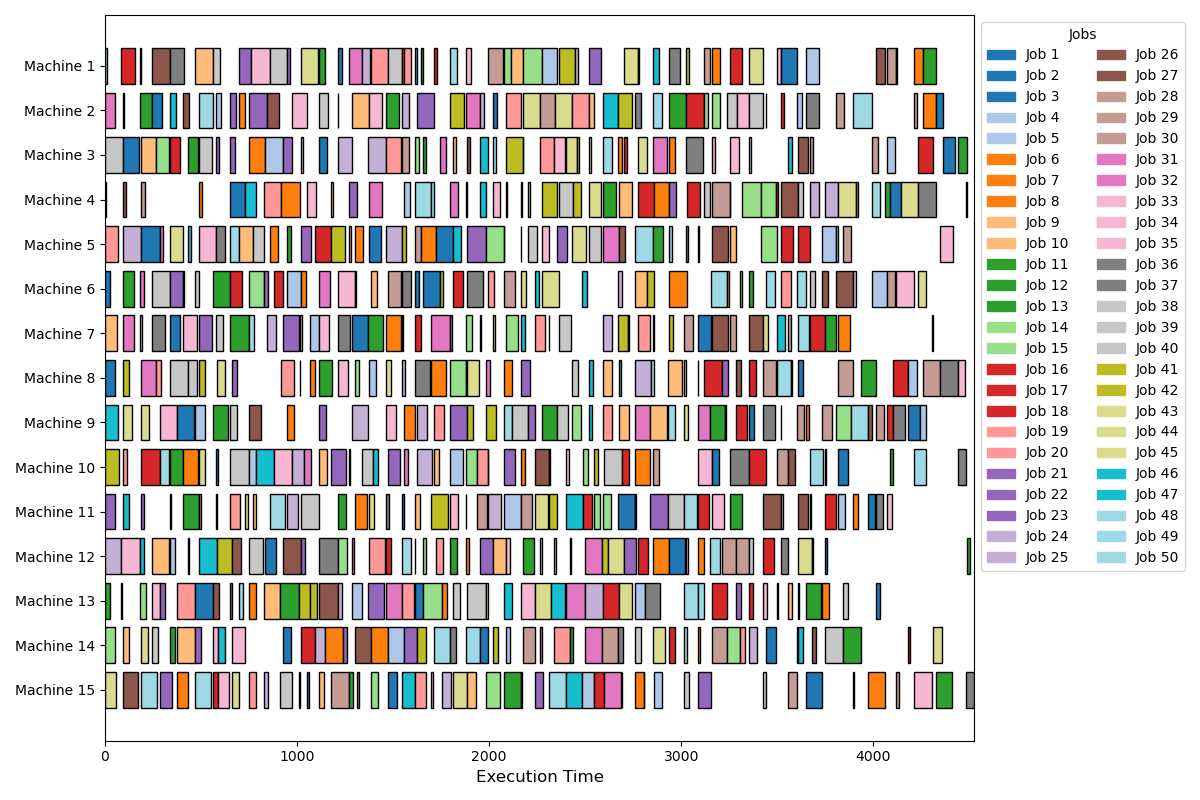 Machine 1
Machine 2
Machine 3
Machine 4
Machine 5
Machine 6
Machine 7
Machine 8
Machine 9
Machine 10
Machine 11
Machine 12
Machine 13
Machine 14
Machine 15
0 1000 2000 3000 4000
Execution Time
Jobs
Job 1
Job 2
Job 3
Job 4
Job 5
Job 6
Job 7
Job 8
Job 9
Job 10
Job 11
Job 12
Job 13
Job 14
Job 15
Job 16
Job 17
Job 18
Job 19
Job 20
Job 21
Job 22
Job 23
Job 24
Job 25
Job 26
Job 27
Job 28
Job 29
Job 30
Job 31
Job 32
Job 33
Job 34
Job 35
Job 36
Job 37
Job 38
Job 39
Job 40
Job 41
Job 42
Job 43
Job 44
Job 45
Job 46
Job 47
Job 48
Job 49
Job 50